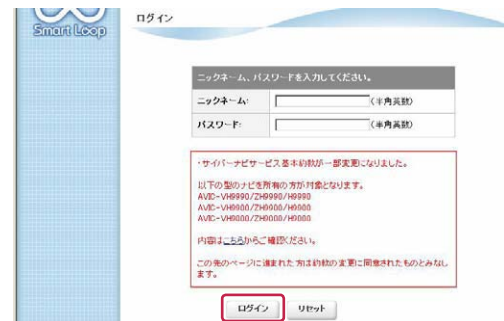 Smart Loop
ログイン
ニックネーム、パスワードを入力してください。
ニックネーム:
(半角英数)
パスワード:
(半角英数)
・サイバーナビサービス基本約款が一部変更になりました。
以下の型のナビを所有の方が対象となります。
AVIC-VH9990/ZH9990/H9990
AVIC-VH9900/ZH9900/H9900
AVIC-VH9000/ZH9000/H9000
内容はこちらからご確認ください。
この先のページに進まれた方は約款の変更に同意されたものとみなし
ます。
ログイン
リセット